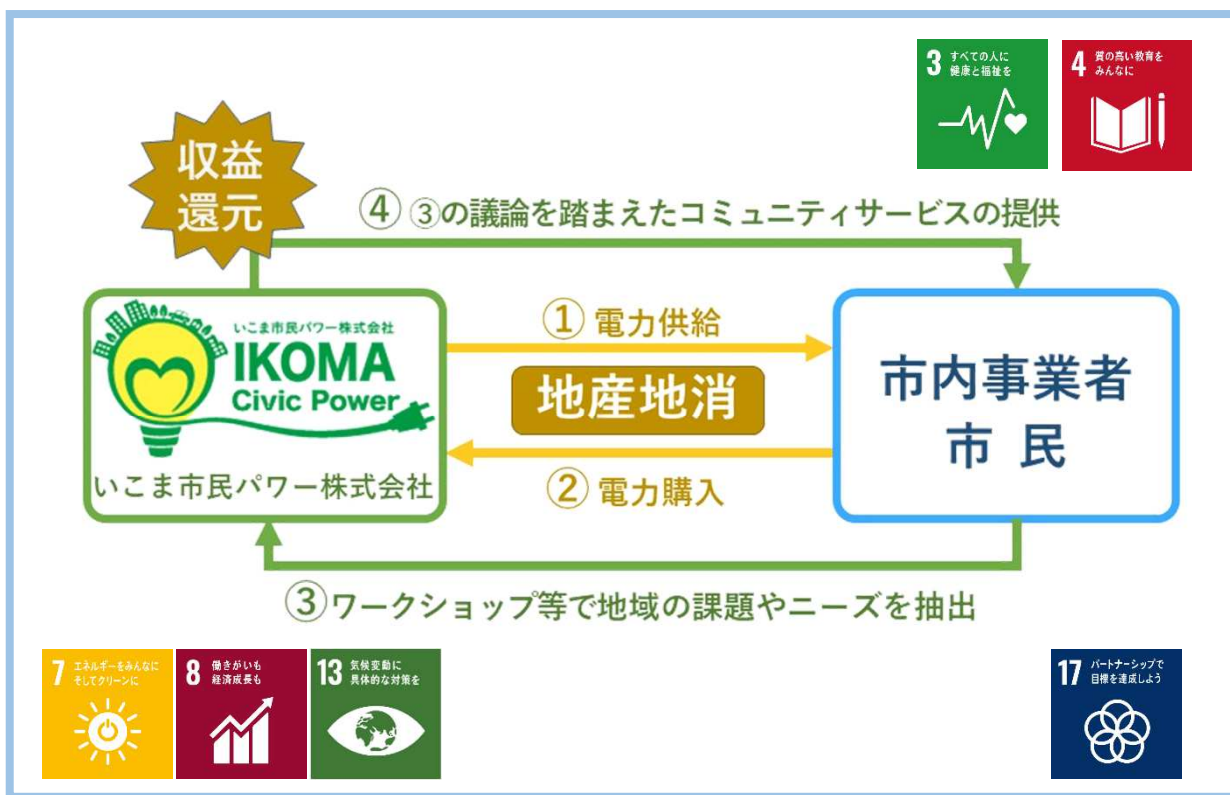 3 すべての人に
健康と福祉を
4 質の高い教育を
みんなに
収益
還元
④ ③の議論を踏まえたコミュニティサービスの提供
いこま市民パワー株式会社
IKOMA
Civic Power
いこま市民パワー株式会社
① 電力供給
地産地消
② 電力購入
市内事業者
市 民
③ワークショップ等で地域の課題やニーズを抽出
7 エネルギーをみんなに
そしてクリーンに
8 働きがいも
経済成長も
13 気候変動に
具体的な対策を
17 パートナーシップで
目標を達成しよう